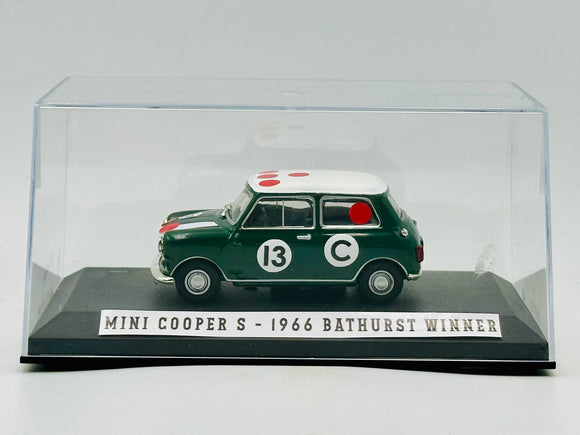 13 C
MINI COOPER S - 1966 BATHURST WINNER